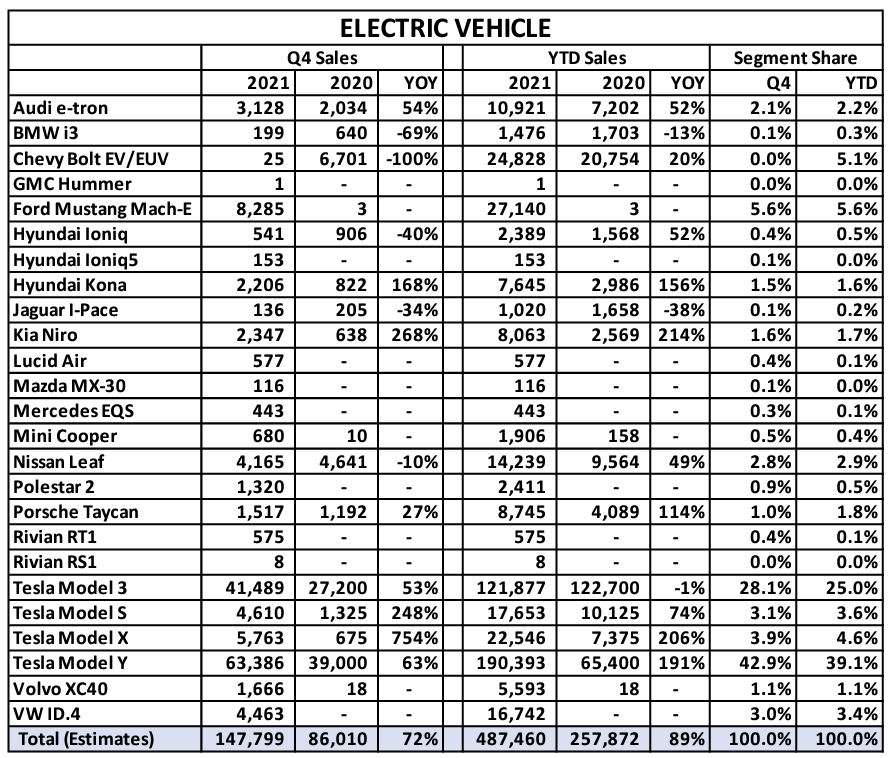 ELECTRIC VEHICLE
Q4 Sales YTD Sales Segment Share
2021 2020 YOY 2021 2020 YOY Q4 YTD
Audi e-tron 3,128 2,034 54% 10,921 7,202 52% 2.1% 2.2%
BMW i3 199 640 -69% 1,476 1,703 -13% 0.1% 0.3%
Chevy Bolt EV/EUV 25 6,701 -100% 24,828 20,754 20% 0.0% 5.1%
GMC Hummer 1 - - 1 - - 0.0% 0.0%
Ford Mustang Mach-E 8,285 3 - 27,140 3 - 5.6% 5.6%
Hyundai Ioniq 541 906 -40% 2,389 1,568 52% 0.4% 0.5%
Hyundai Ioniq5 153 - - 153 - - 0.1% 0.0%
Hyundai Kona 2,206 822 168% 7,645 2,986 156% 1.5% 1.6%
Jaguar I-Pace 136 205 -34% 1,020 1,658 -38% 0.1% 0.2%
Kia Niro 2,347 638 268% 8,063 2,569 214% 1.6% 1.7%
Lucid Air 577 - - 577 - - 0.4% 0.1%
Mazda MX-30 116 - - 116 - - 0.1% 0.0%
Mercedes EQS 443 - - 443 - - 0.3% 0.1%
Mini Cooper 680 10 - 1,906 158 - 0.5% 0.4%
Nissan Leaf 4,165 4,641 -10% 14,239 9,564 49% 2.8% 2.9%
Polestar 2 1,320 - - 2,411 - - 0.9% 0.5%
Porsche Taycan 1,517 1,192 27% 8,745 4,089 114% 1.0% 1.8%
Rivian RT1 575 - - 575 - - 0.4% 0.1%
Rivian RS1 8 - - 8 - - 0.0% 0.0%
Tesla Model 3 41,489 27,200 53% 121,877 122,700 -1% 28.1% 25.0%
Tesla Model S 4,610 1,325 248% 17,653 10,125 74% 3.1% 3.6%
Tesla Model X 5,763 675 754% 22,546 7,375 206% 3.9% 4.6%
Tesla Model Y 63,386 39,000 63% 190,393 65,400 191% 42.9% 39.1%
Volvo XC40 1,666 18 - 5,593 18 - 1.1% 1.1%
VW ID.4 4,463 - - 16,742 - - 3.0% 3.4%
Total (Estimates) 147,799 86,010 72% 487,460 257,872 89% 100.0% 100.0%